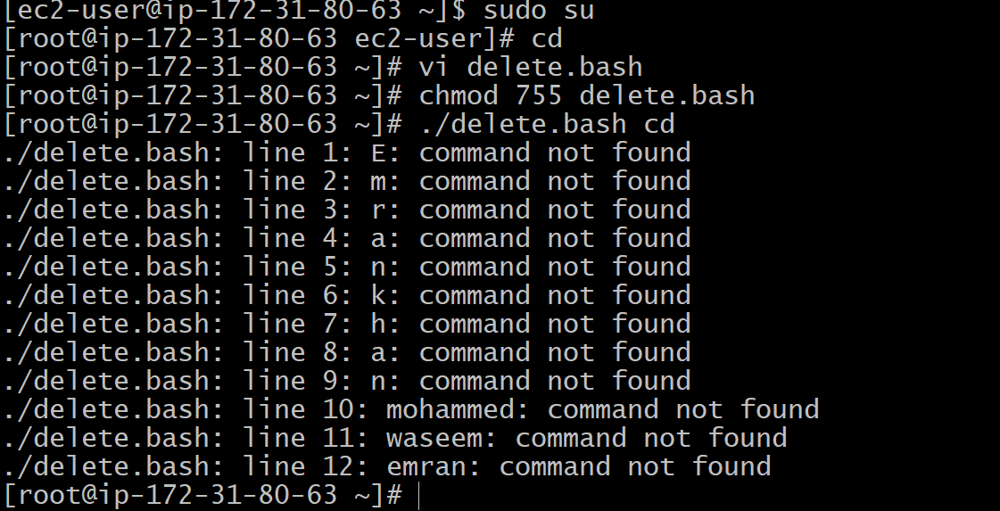 [ec2-user@ip-172-31-80-63 ~]$ sudo su
[root@ip-172-31-80-63 ec2-user]# cd
[root@ip-172-31-80-63 ~]# vi delete.bash
[root@ip-172-31-80-63 ~]# chmod 755 delete.bash
[root@ip-172-31-80-63 ~]# ./delete.bash cd
./delete.bash: line 1: E: command not found
./delete.bash: line 2: m: command not found
./delete.bash: line 3: r: command not found
./delete.bash: line 4: a: command not found
./delete.bash: line 5: n: command not found
./delete.bash: line 6: k: command not found
./delete.bash: line 7: h: command not found
./delete.bash: line 8: a: command not found
./delete.bash: line 9: n: command not found
./delete.bash: line 10: mohammed: command not found
./delete.bash: line 11: waseem: command not found
./delete.bash: line 12: emran: command not found
[root@ip-172-31-80-63 ~]#